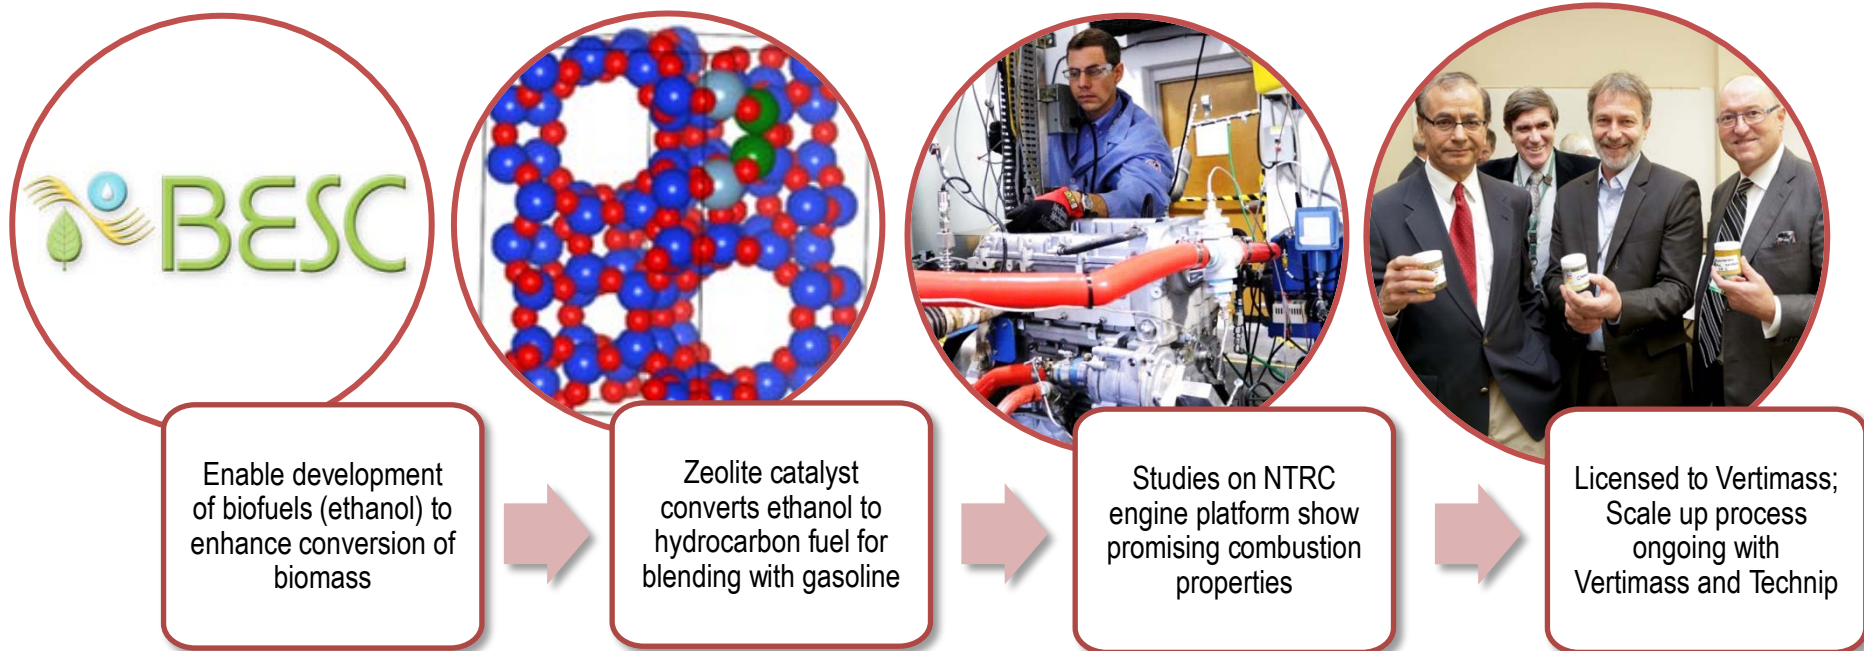 BESC
Enable development
of biofuels (ethanol) to
enhance conversion of
biomass
Zeolite catalyst
converts ethanol to
hydrocarbon fuel for
blending with gasoline
Studies on NTRC
engine platform show
promising combustion
properties
Licensed to Vertimass;
Scale up process
ongoing with
Vertimass and Technip